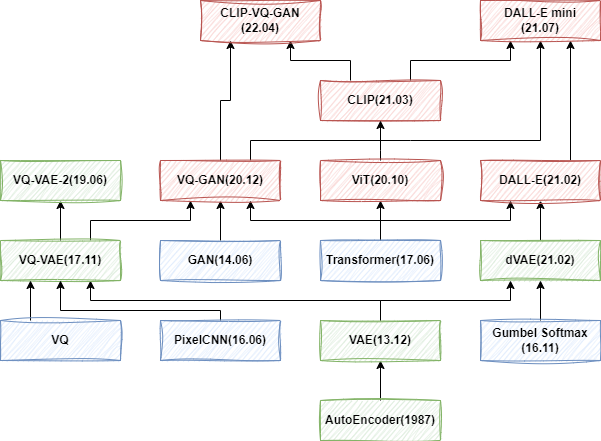 CLIP-VQ-GAN
(22.04)
DALL-E mini
(21.07)
CLIP(21.03)
VQ-VAE-2(19.06)
VQ-GAN(20.12)
ViT(20.10)
DALL-E(21.02)
VQ-VAE(17.11)
GAN(14.06)
Transformer(17.06)
dVAE(21.02)
VQ
PixelCNN(16.06)
VAE(13.12)
Gumbel Softmax
(16.11)
AutoEncoder(1987)